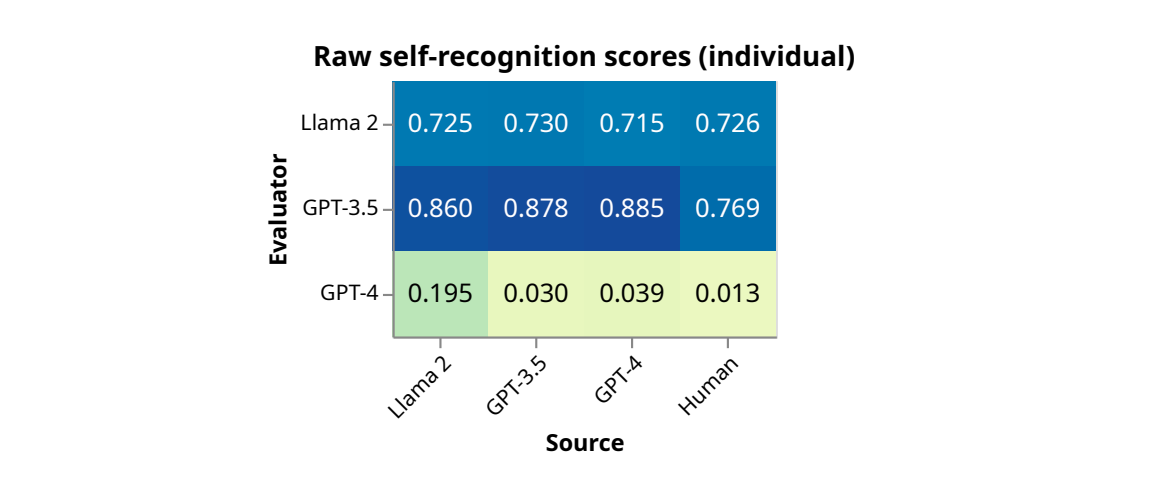 Raw self-recognition scores (individual)
Evaluator
Llama 2 0.725 0.730 0.715 0.726
GPT-3.5 0.860 0.878 0.885 0.769
GPT-4 0.195 0.030 0.039 0.013
Llama 2 GPT-3.5 GPT-4 Human
Source